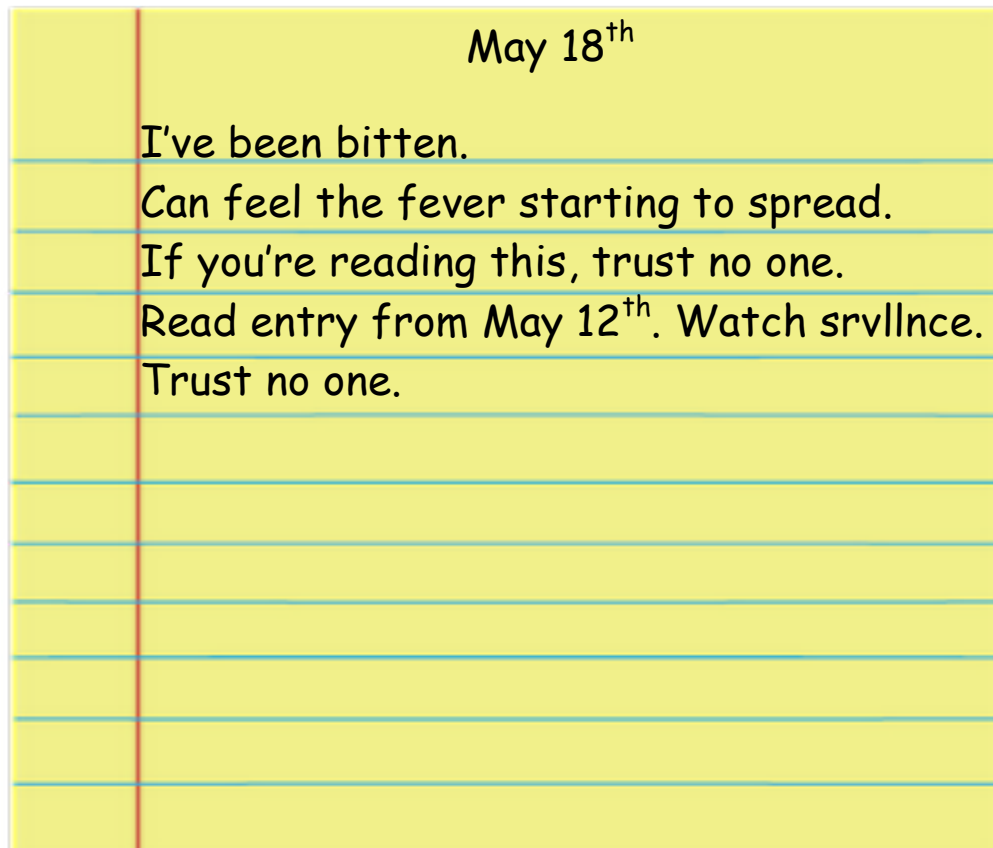 May 18th
I've been bitten.
Can feel the fever starting to spread.
If you're reading this, trust no one.
Read entry from May 12th. Watch srvllnce.
Trust no one.